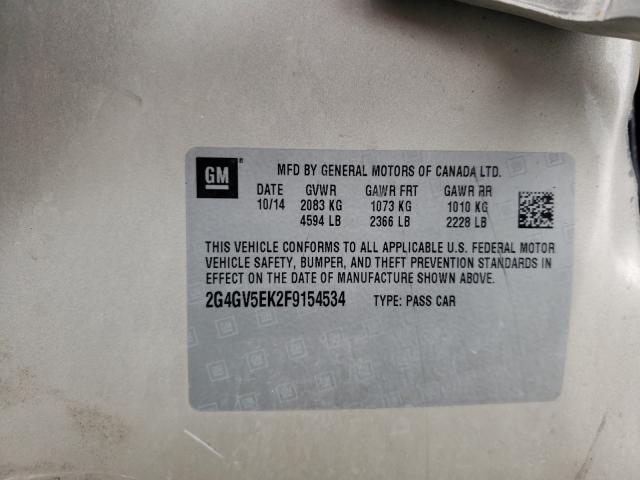 GM ®
MFD BY GENERAL MOTORS OF CANADA LTD.
DATE GVWR GAWR FRT GAWR RR
10/14 2083 KG 1073 KG 1010 KG
4594 LB 2366 LB 2228 LB
THIS VEHICLE CONFORMS TO ALL APPLICABLE U.S. FEDERAL MOTOR
VEHICLE SAFETY, BUMPER, AND THEFT PREVENTION STANDARDS IN
EFFECT ON THE DATE OF MANUFACTURE SHOWN ABOVE.
2G4GV5EK2F9154534 TYPE: PASS CAR